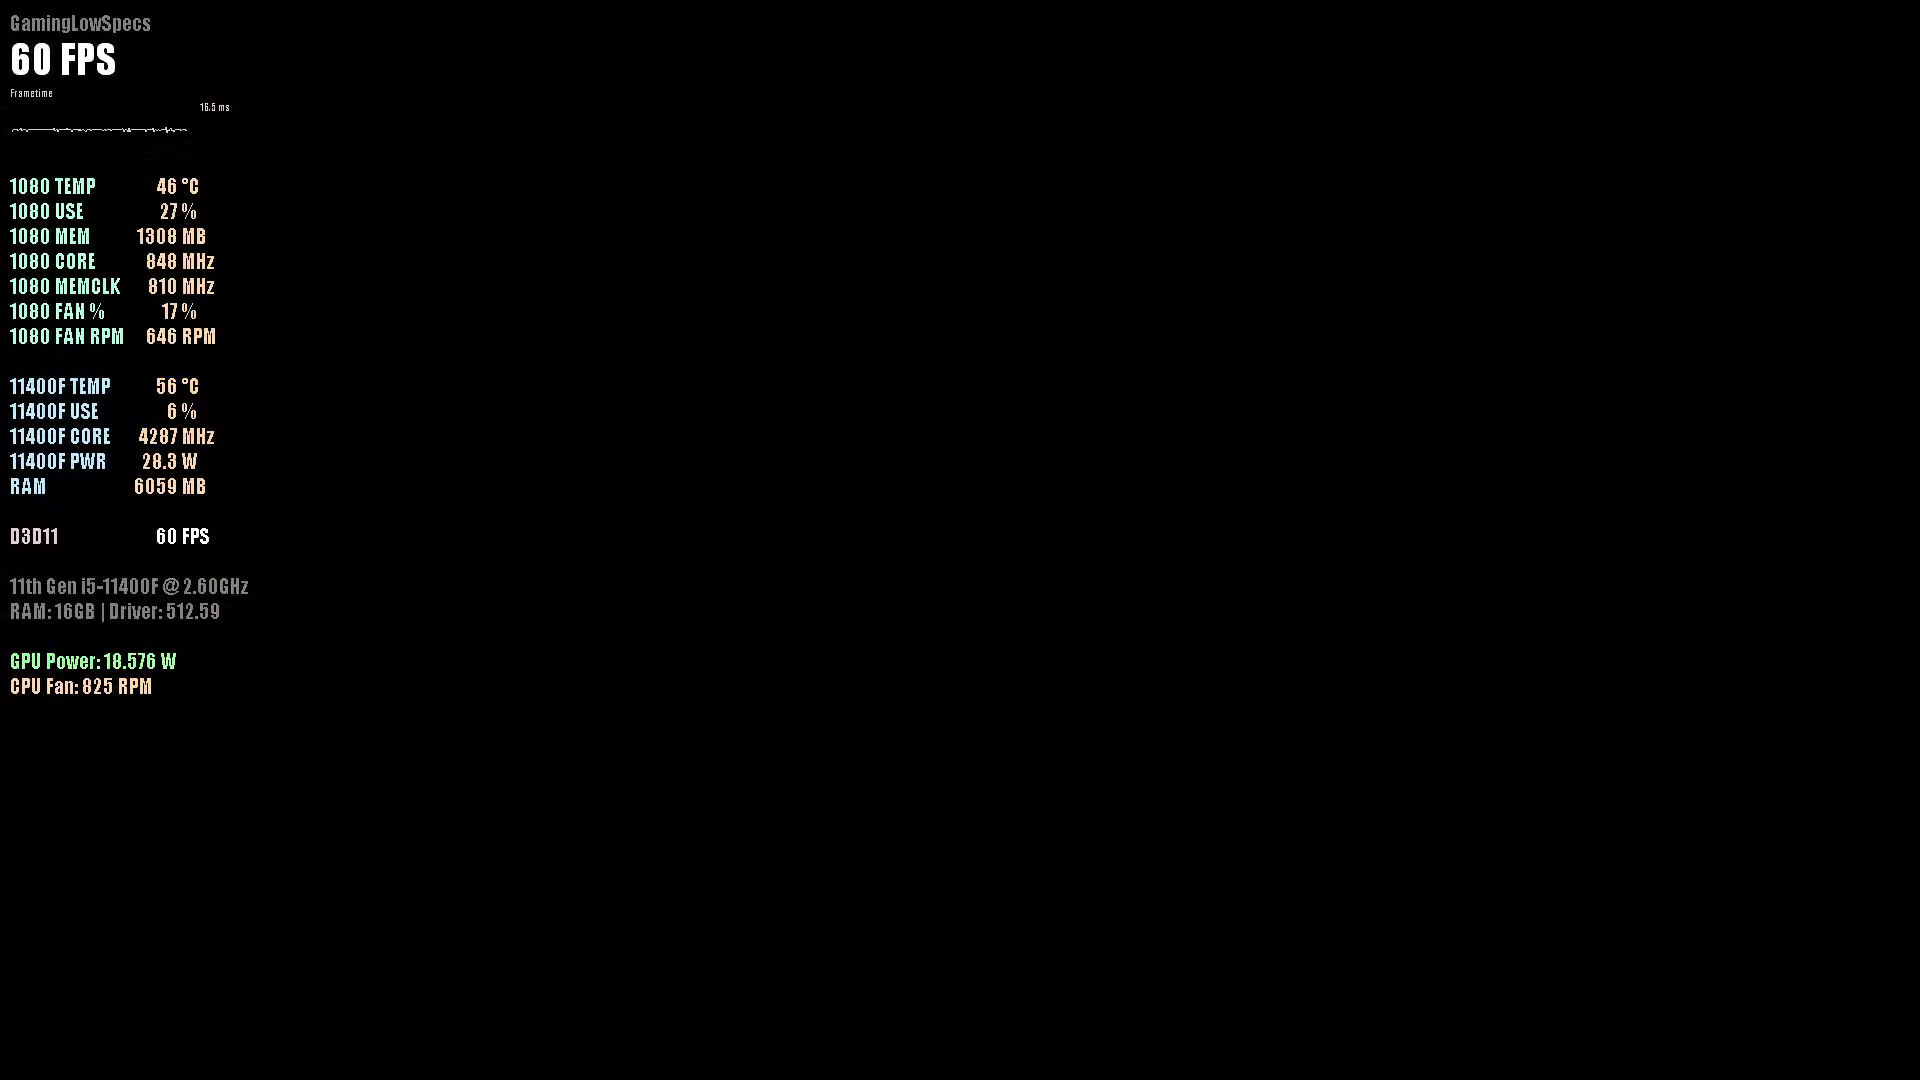 GamingLowSpecs
60 FPS
Frametime
16.5 ms
1080 TEMP 46 °C
1080 USE 27 %
1080 MEM 1308 MB
1080 CORE 848 MHz
1080 MEMCLK 810 MHz
1080 FAN % 17 %
1080 FAN RPM 646 RPM
11400F TEMP 56 °C
11400F USE 6 %
11400F CORE 4287 MHz
11400F PWR 28.3 W
RAM 6059 MB
D3D11 60 FPS
11th Gen i5-11400F @ 2.60GHz
RAM: 16GB | Driver: 512.59
GPU Power: 18.576 W
CPU Fan: 825 RPM